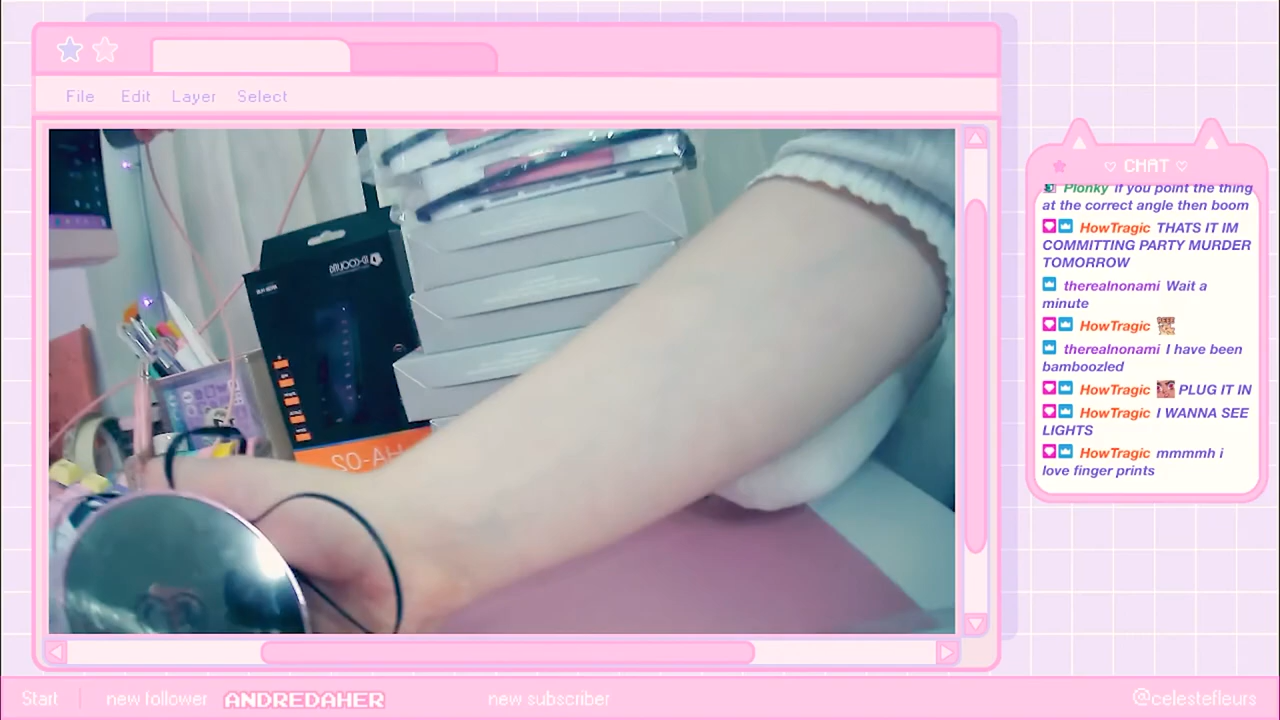 File Edit Layer Select
CHAT
Plonky if you point the thing
at the correct angle then boom
HowTragic THATS IT IM
COMMITTING PARTY MURDER
TOMORROW
therealnonami Wait a
minute
HowTragic
therealnonami I have been
bamboozled
HowTragic PLUG IT IN
HowTragic I WANNA SEE
LIGHTS
HowTragic mmmmh i
love finger prints
Start new follower ANDREDAHER new subscriber @celestefleurs